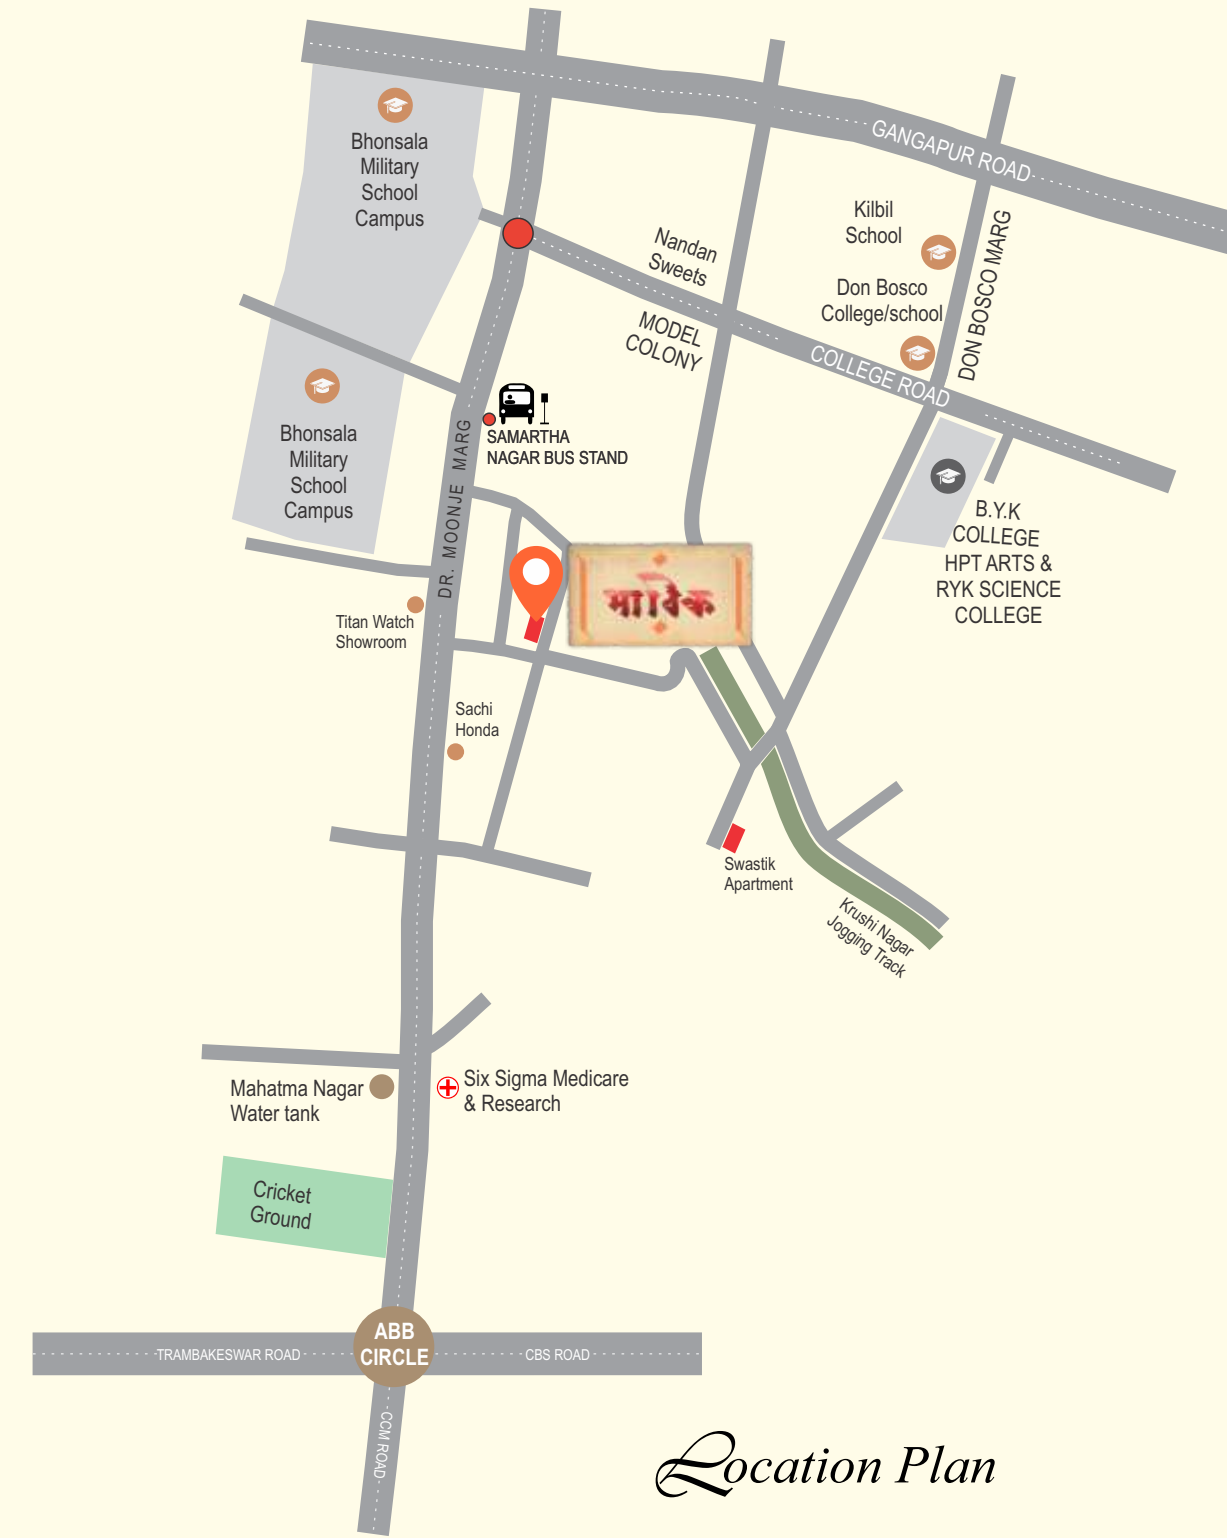 GANGAPUR ROAD
Bhonsala
Military
School
Campus
Kilbil
School
Nandan
Sweets
DON BOSCO MARG
Don Bosco
College/school
MODEL
COLONY
COLLEGE ROAD
Bhonsala
Military
School
Campus
SAMARTHA
NAGAR BUS STAND
DR. MOONJE MARG
B.Y.K
COLLEGE
HPT ARTS &
RYK SCIENCE
COLLEGE
Titan Watch
Showroom
Sachi
Honda
Swastik
Apartment
Krushi Nagar
Jogging Track
Mahatma Nagar
Water tank
Six Sigma Medicare
& Research
Cricket
Ground
ABB
CIRCLE
TRAMBAKESWAR ROAD
CBS ROAD
CCM ROAD
Location Plan